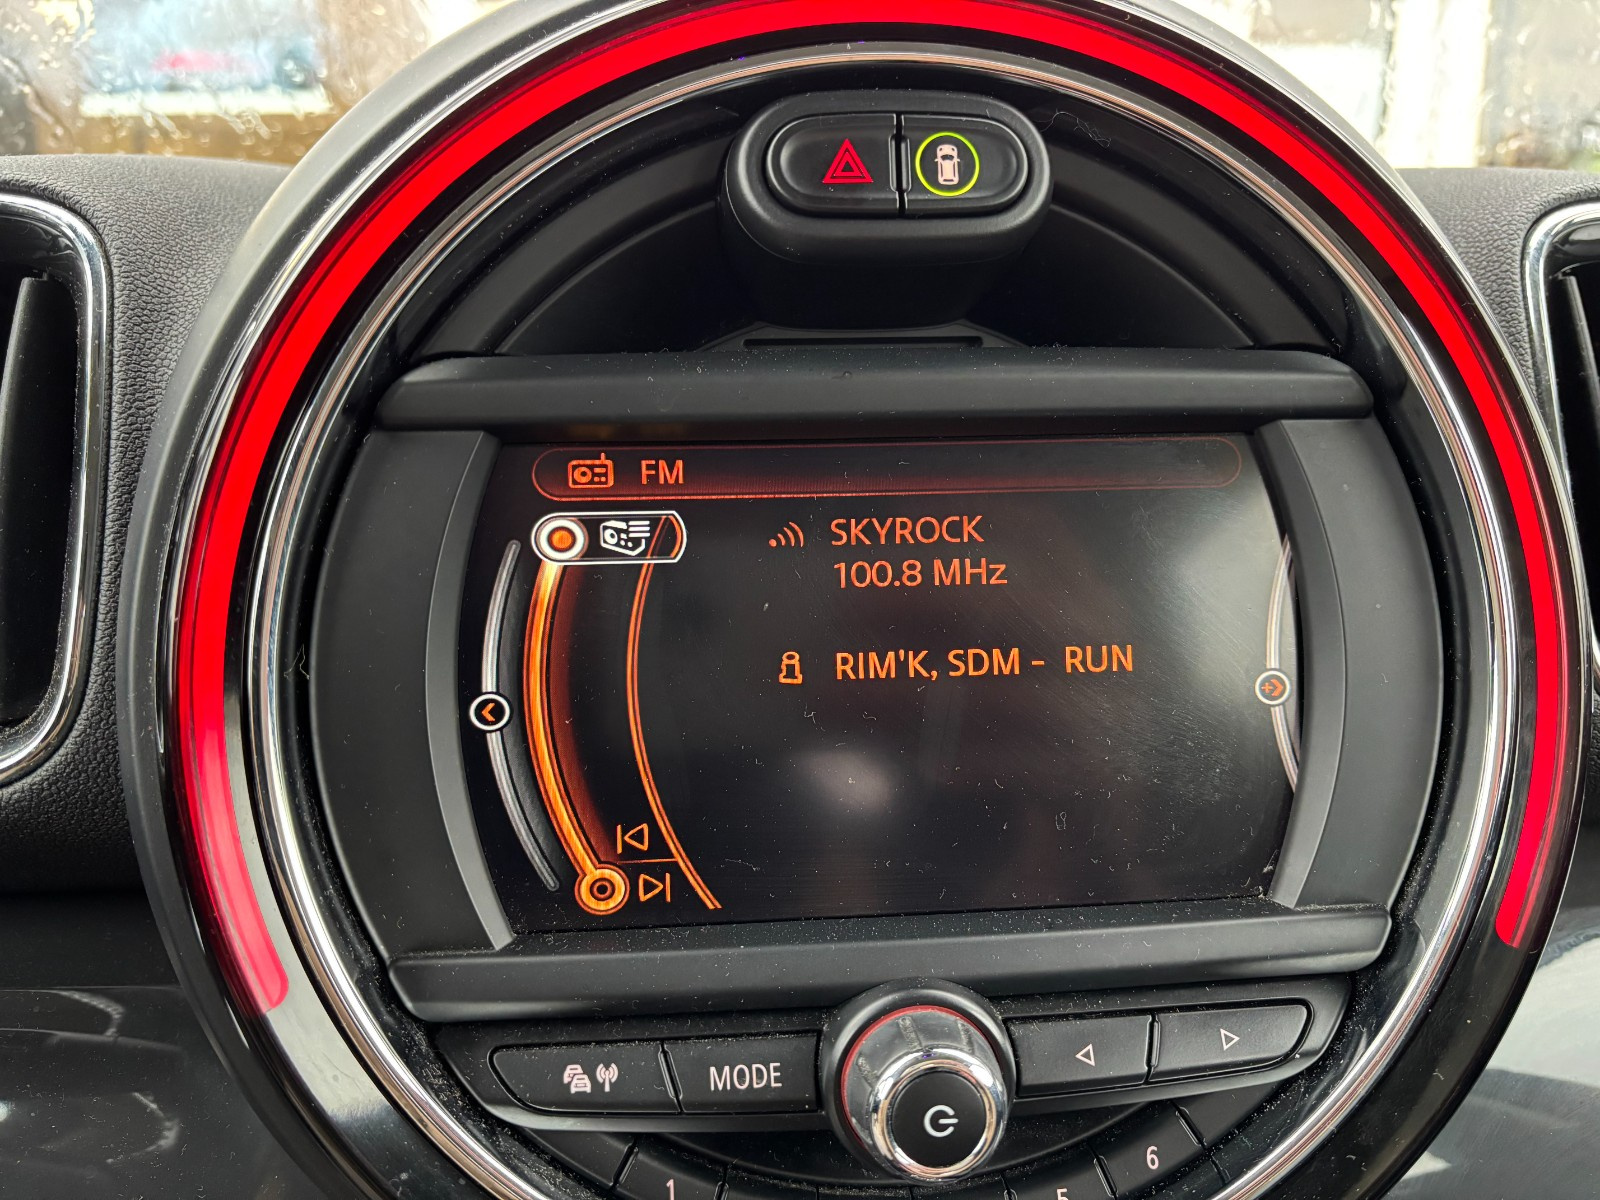 FM
SKYROCK
100.8 MHz
RIM'K, SDM - RUN
MODE
1
5
6